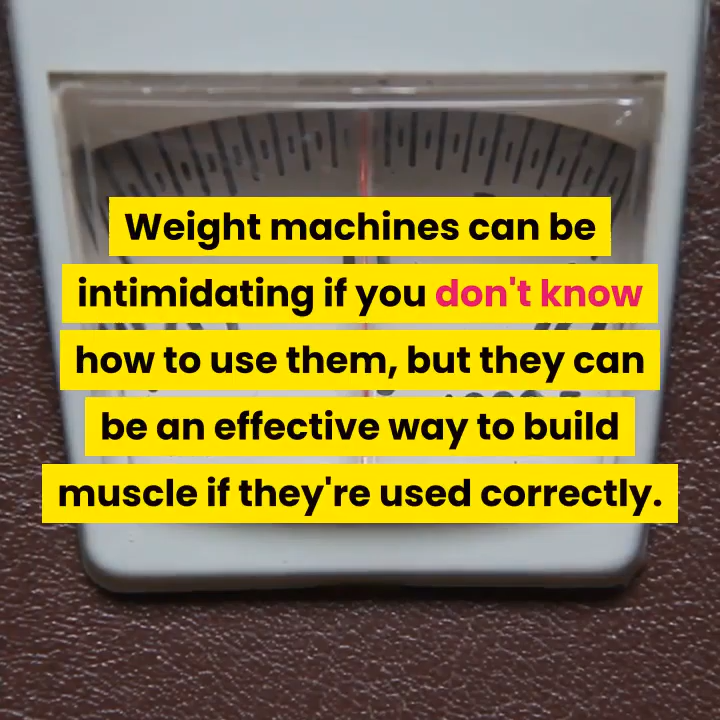 Weight machines can be
intimidating if you don't know
how to use them, but they can
be an effective way to build
muscle if they're used correctly.